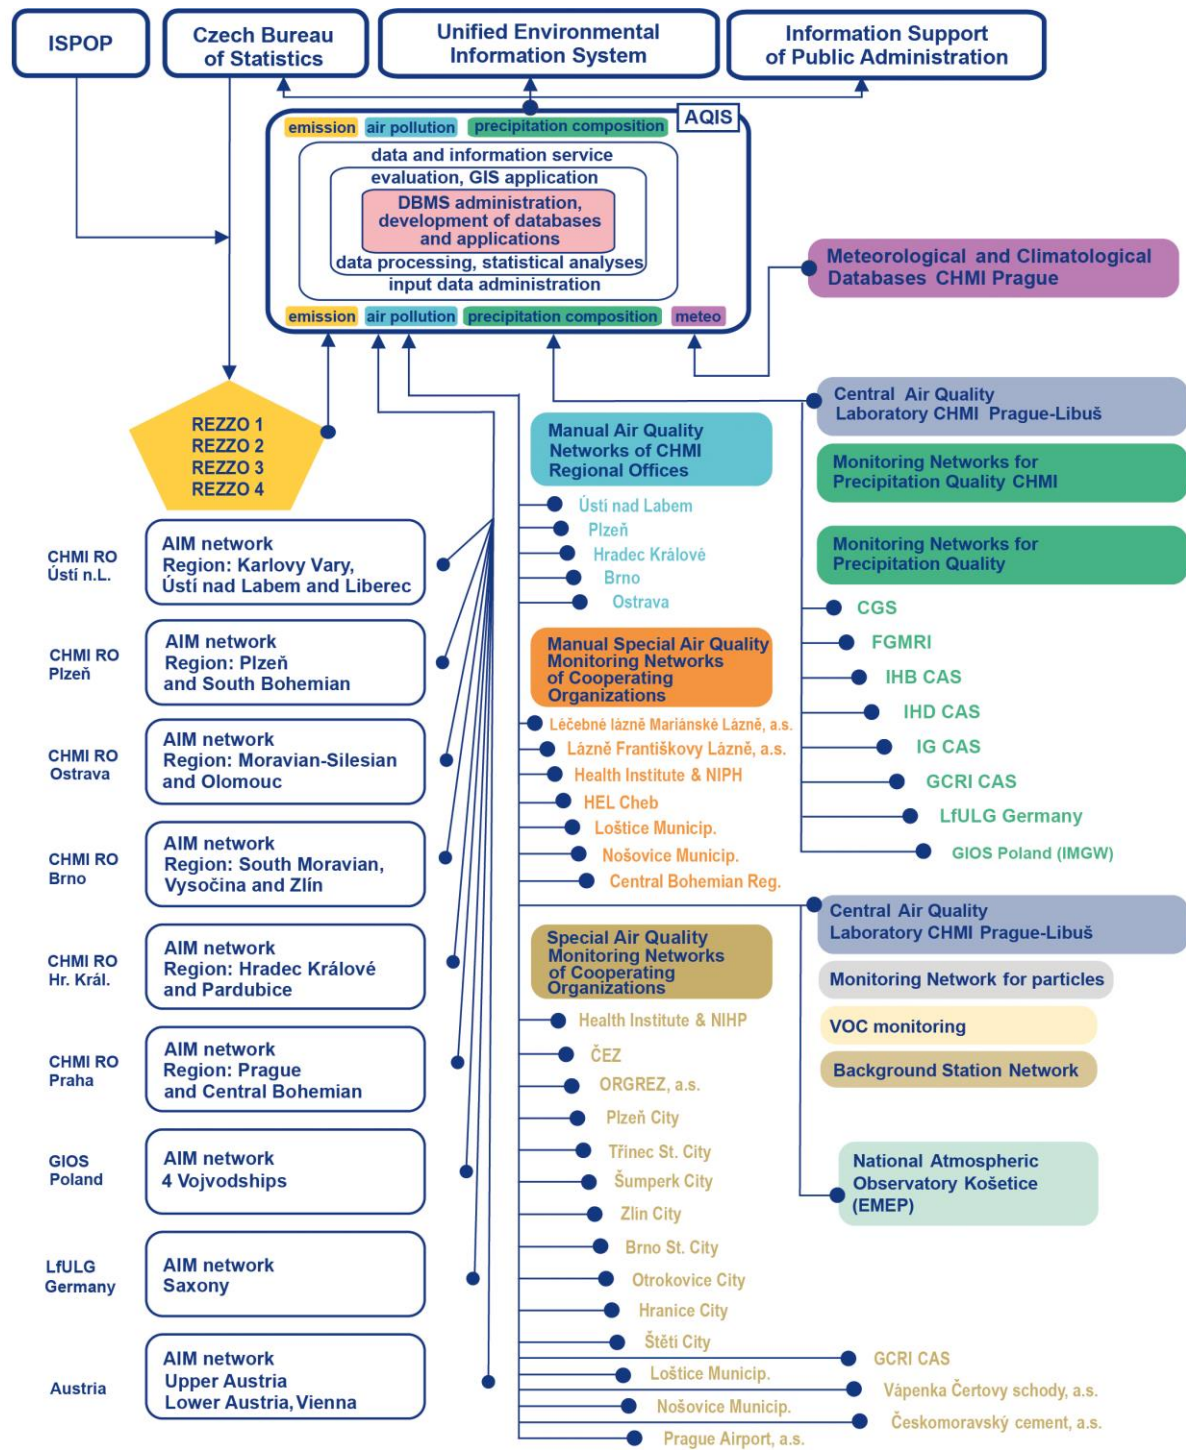 ISPOP
Czech Bureau
of Statistics
Unified Environmental
Information System
Information Support
of Public Administration
AQIS
emission
air pollution
precipitation composition
data and information service
evaluation, GIS application
DBMS administration,
development of databases
and applications
data processing, statistical analyses
input data administration
emission
air pollution
precipitation composition
meteo
Meteorological and Climatological
Databases CHMI Prague
REZZO 1
REZZO 2
REZZO 3
REZZO 4
CHMI RO
Ústí n.L.
AIM network
Region: Karlovy Vary,
Ústí nad Labem and Liberec
CHMI RO
Plzeň
AIM network
Region: Plzeň
and South Bohemian
CHMI RO
Ostrava
AIM network
Region: Moravian-Silesian
and Olomouc
CHMI RO
Brno
AIM network
Region: South Moravian,
Vysočina and Zlín
CHMI RO
Hr. Král.
AIM network
Region: Hradec Králové
and Pardubice
CHMI RO
Praha
AIM network
Region: Prague
and Central Bohemian
GIOS
Poland
AIM network
4 Vojvodships
LfULG
Germany
AIM network
Saxony
Austria
AIM network
Upper Austria
Lower Austria, Vienna
Manual Air Quality
Networks of CHMI
Regional Offices
Ústí nad Labem
Plzeň
Hradec Králové
Brno
Ostrava
Manual Special Air Quality
Monitoring Networks
of Cooperating
Organizations
Léčebné lázně Mariánské Lázně, a.s.
Lázně Františkovy Lázně, a.s.
Health Institute & NIPH
HEL Cheb
Loštice Municip.
Nošovice Municip.
Central Bohemian Reg.
Special Air Quality
Monitoring Networks
of Cooperating
Organizations
Health Institute & NIHP
ČEZ
ORGREZ, a.s.
Plzeň City
Třinec St. City
Šumperk City
Zlín City
Brno St. City
Otrokovice City
Hranice City
Štětí City
GCRI CAS
Loštice Municip.
Vápenka Čertovy schody, a.s.
Nošovice Municip.
Českomoravský cement, a.s.
Prague Airport, a.s.
Central Air Quality
Laboratory CHMI Prague-Libuš
Monitoring Networks for
Precipitation Quality CHMI
Monitoring Networks for
Precipitation Quality
CGS
FGMRI
IHB CAS
IHD CAS
IG CAS
GCRI CAS
LfULG Germany
GIOS Poland (IMGW)
Central Air Quality
Laboratory CHMI Prague-Libuš
Monitoring Network for particles
VOC monitoring
Background Station Network
National Atmospheric
Observatory Košetice
(EMEP)